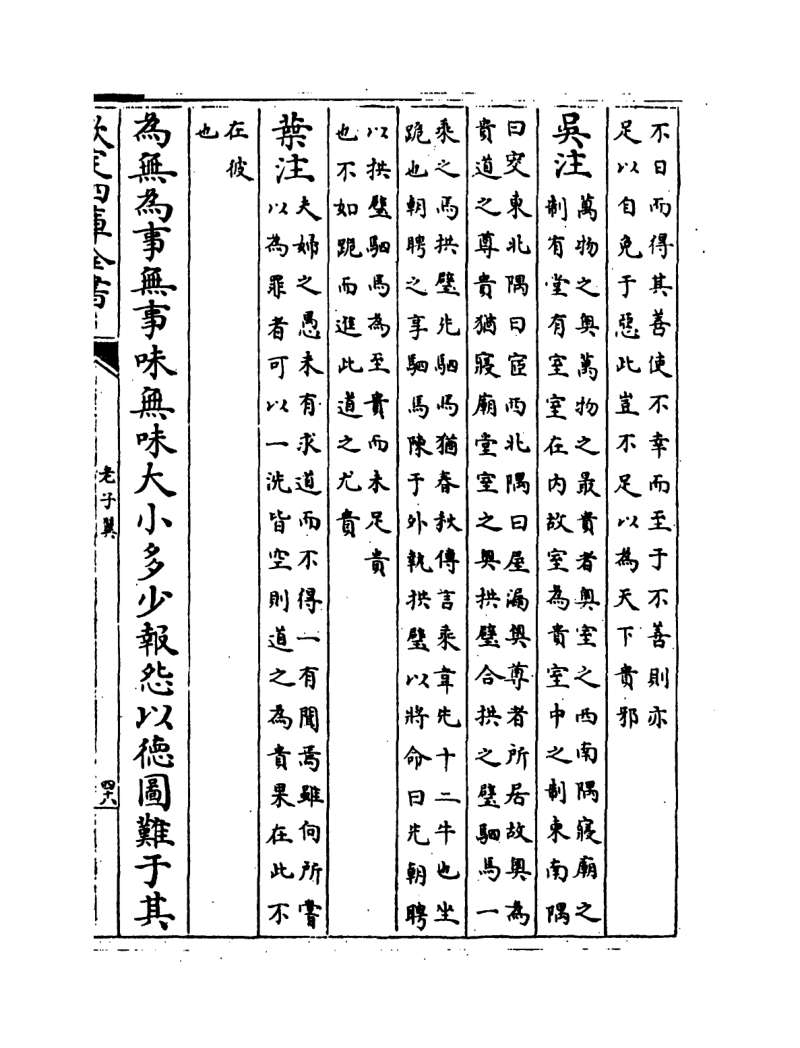 不日而得其善使不幸而至于不善則亦
足以自免于惡此豈不足以為天下貴邪
吳注
萬物之奥萬物之最貴者奥室之西南隅寢廟之
制有堂有室室在内故室為貴室中之制東南隅
曰穾東北隅曰宧西北隅曰屋漏奥尊者所居故奥為
貴道之尊貴猶寢廟堂室之奥拱璧合拱之璧駟馬一
乘之馬拱璧先駟馬猶春秋傳言乘韋先十二牛也坐
跪也朝聘之享駟馬陳于外執拱璧以將命曰先朝聘
以拱璧駟馬為至貴而未足貴
也不如跪而進此道之尤貴
葉注
夫婦之愚未有求道而不得一有聞焉雖向所嘗
以為罪者可以一洗皆空則道之為貴果在此不
在彼
也
為無為事無事味無味大小多少報怨以德圖難于其
欽定四庫全書
老子翼
四十六